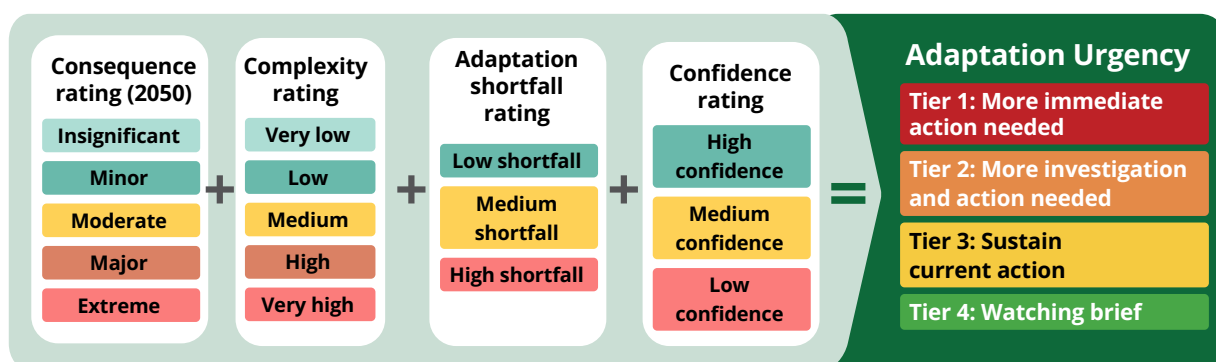 Consequence
rating (2050)
Insignificant
Minor
Moderate
Major
Extreme
+
Complexity
rating
Very low
Low
Medium
High
Very high
+
Adaptation
shortfall
rating
Low shortfall
Medium
shortfall
High shortfall
+
Confidence
rating
High
confidence
Medium
confidence
Low
confidence
=
Adaptation Urgency
Tier 1: More immediate
action needed
Tier 2: More investigation
and action needed
Tier 3: Sustain
current action
Tier 4: Watching brief